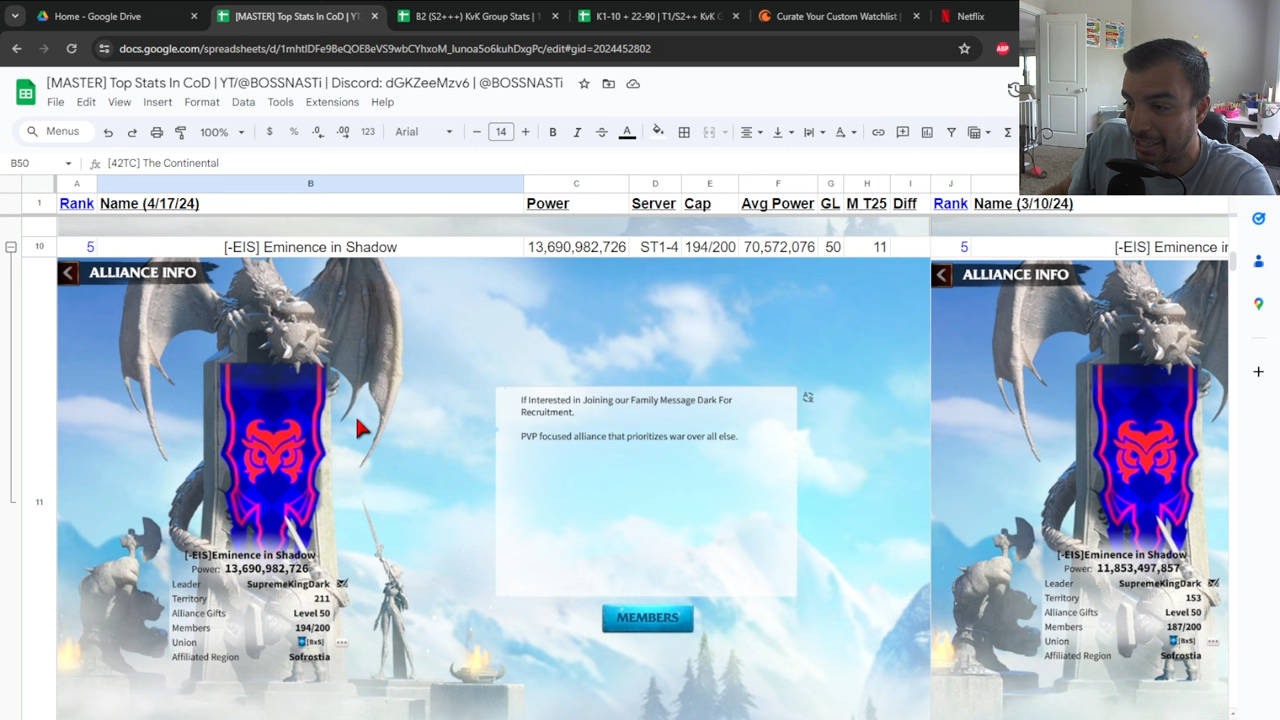 Home - Google Drive
[MASTER] Top Stats In CoD | YT
B2 (S2+++) KvK Group Stats | 1
K1-10 + 22-90 | T1/S2++ KvK G
Curate Your Custom Watchlist |
Netflix
docs.google.com/spreadsheets/d/1mhtIDFe9BeQOE8eVS9wbCYhxoM_lunoa5o6kuhDxgPc/edit#gid=2024452802
ABP
[MASTER] Top Stats In CoD | YT/@BOSSNASTi | Discord: dGKZeeMzv6 | @BOSSNASTi
File Edit View Insert Format Data Tools Extensions Help
Menus 100% $ % .0 .00 123 Arial 14 B I S A Σ
B50 fx [42TC] The Continental
A B C D E F G H I J
1 Rank Name (4/17/24) Power Server Cap Avg Power GL M T25 Diff Rank Name (3/10/24)
10 5 [-EIS] Eminence in Shadow 13,690,982,726 ST1-4 194/200 70,572,076 50 11 5 [-EIS] Eminence in
11
ALLIANCE INFO
If Interested in Joining our Family Message Dark For
Recruitment.
PVP focused alliance that prioritizes war over all else.
[-EIS]Eminence in Shadow
Power: 13,690,982,726
Leader SupremeKingDark
Territory 211
Alliance Gifts Level 50
Members 194/200
Union [BxS]
Affiliated Region Sofrostia
MEMBERS
ALLIANCE INFO
[-EIS]Eminence in Shadow
Power: 11,853,497,857
Leader SupremeKingDark
Territory 153
Alliance Gifts Level 50
Members 187/200
Union [BxS]
Affiliated Region Sofrostia